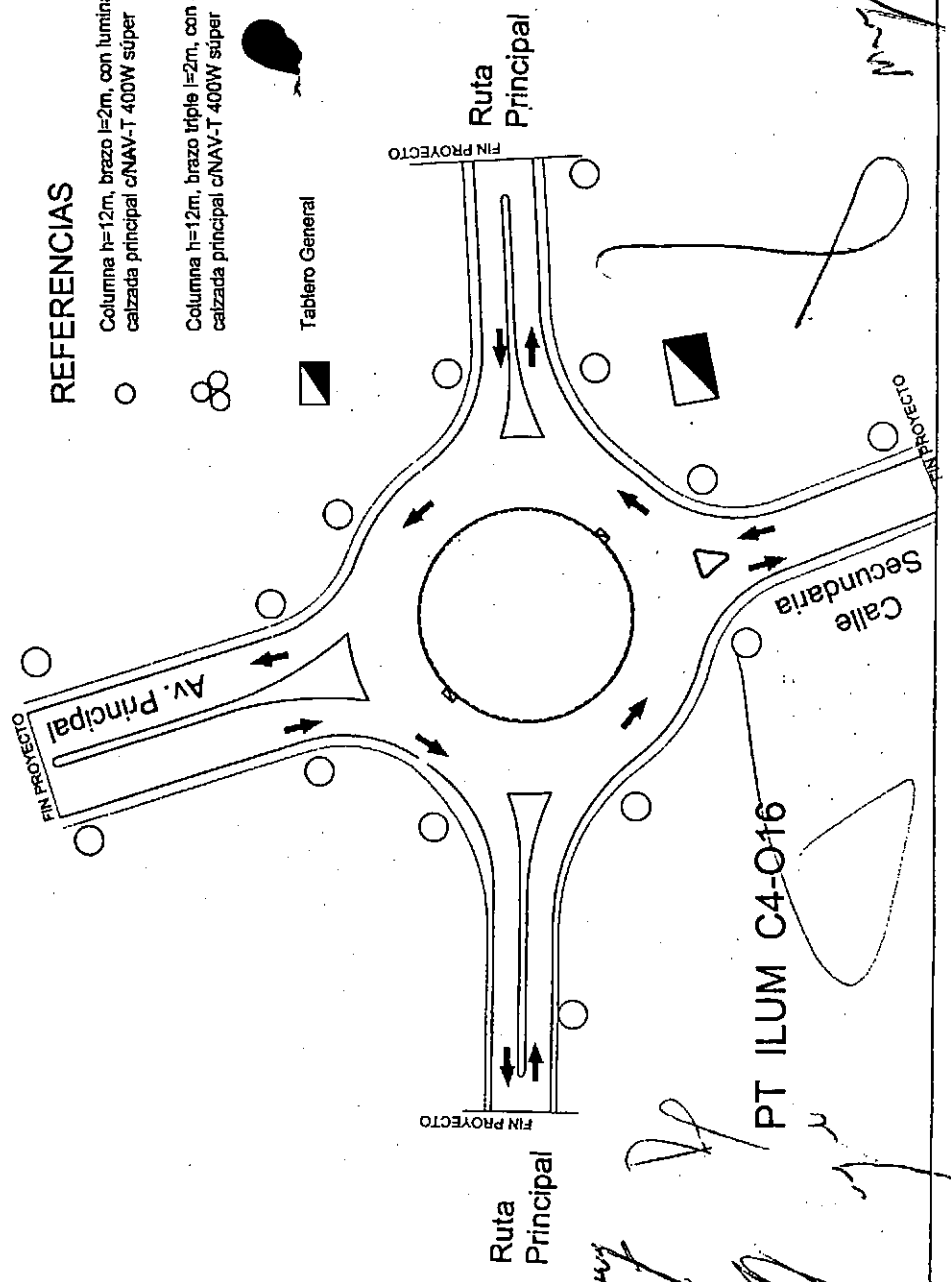 REFERENCIAS
Columna h=12m, brazo l=2m, con lumina
calzada principal c/NAV-T 400W súper
Columna h=12m, brazo triple l=2m, con
calzada principal c/NAV-T 400W súper
Tablero General
FIN PROYECTO
Av. Principal
Ruta
Principal
FIN PROYECTO
FIN PROYECTO
Ruta
Principal
Calle
Secundaria
FIN PROYECTO
PT ILUM C4-O16